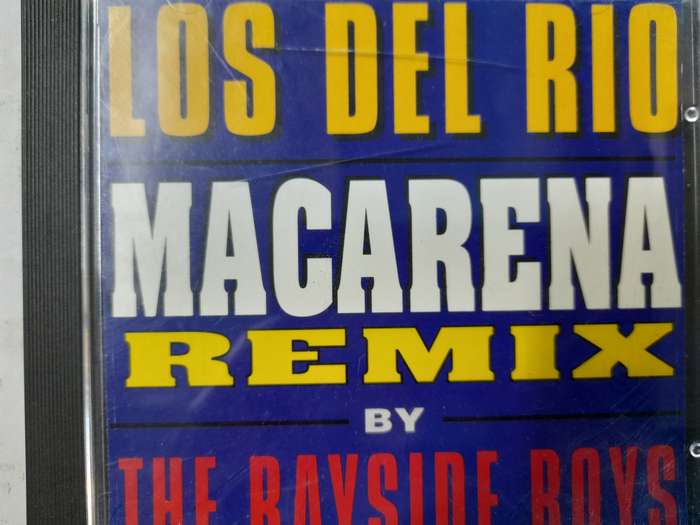 LOS DEL RIO
MACARENA
REMIX
BY
THE BAYSIDE BOYS